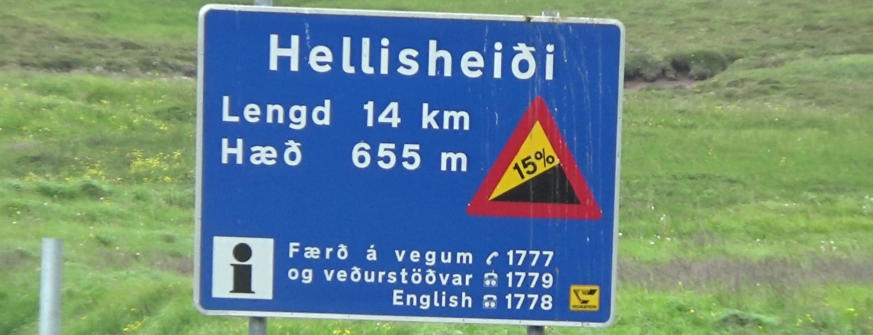 Hellisheiði
Lengd 14 km
Hæð 655 m
15%
Færð á vegum 1777
og veðurstöðvar 1779
English 1778